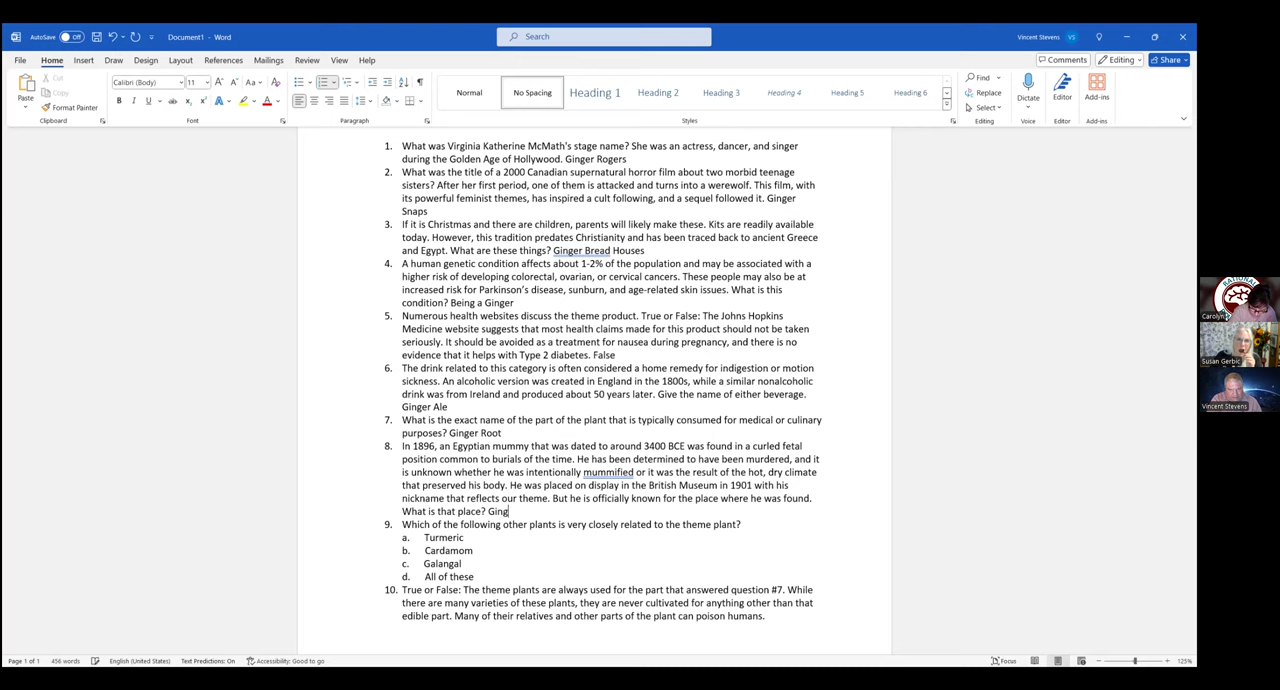 AutoSave Off Document1 - Word Search Vincent Stevens VS
File Home Insert Draw Design Layout References Mailings Review View Help Comments Editing Share
Paste Cut Copy Format Painter Clipboard
Calibri (Body) 11 Font
Paragraph
Normal No Spacing Heading 1 Heading 2 Heading 3 Heading 4 Heading 5 Heading 6 Styles
Find Replace Select Editing
Dictate Voice
Editor Editor
Add-ins Add-ins
1. What was Virginia Katherine McMath's stage name? She was an actress, dancer, and singer
during the Golden Age of Hollywood. Ginger Rogers
2. What was the title of a 2000 Canadian supernatural horror film about two morbid teenage
sisters? After her first period, one of them is attacked and turns into a werewolf. This film, with
its powerful feminist themes, has inspired a cult following, and a sequel followed it. Ginger
Snaps
3. If it is Christmas and there are children, parents will likely make these. Kits are readily available
today. However, this tradition predates Christianity and has been traced back to ancient Greece
and Egypt. What are these things? Ginger Bread Houses
4. A human genetic condition affects about 1-2% of the population and may be associated with a
higher risk of developing colorectal, ovarian, or cervical cancers. These people may also be at
increased risk for Parkinson's disease, sunburn, and age-related skin issues. What is this
condition? Being a Ginger
5. Numerous health websites discuss the theme product. True or False: The Johns Hopkins
Medicine website suggests that most health claims made for this product should not be taken
seriously. It should be avoided as a treatment for nausea during pregnancy, and there is no
evidence that it helps with Type 2 diabetes. False
6. The drink related to this category is often considered a home remedy for indigestion or motion
sickness. An alcoholic version was created in England in the 1800s, while a similar nonalcoholic
drink was from Ireland and produced about 50 years later. Give the name of either beverage.
Ginger Ale
7. What is the exact name of the part of the plant that is typically consumed for medical or culinary
purposes? Ginger Root
8. In 1896, an Egyptian mummy that was dated to around 3400 BCE was found in a curled fetal
position common to burials of the time. He has been determined to have been murdered, and it
is unknown whether he was intentionally mummified or it was the result of the hot, dry climate
that preserved his body. He was placed on display in the British Museum in 1901 with his
nickname that reflects our theme. But he is officially known for the place where he was found.
What is that place? Ging
9. Which of the following other plants is very closely related to the theme plant?
a. Turmeric
b. Cardamom
c. Galangal
d. All of these
10. True or False: The theme plants are always used for the part that answered question #7. While
there are many varieties of these plants, they are never cultivated for anything other than that
edible part. Many of their relatives and other parts of the plant can poison humans.
Carolyn
Susan Gerbic
Vincent Stevens
Page 1 of 1 456 words English (United States) Text Predictions: On Accessibility: Good to go Focus 125%